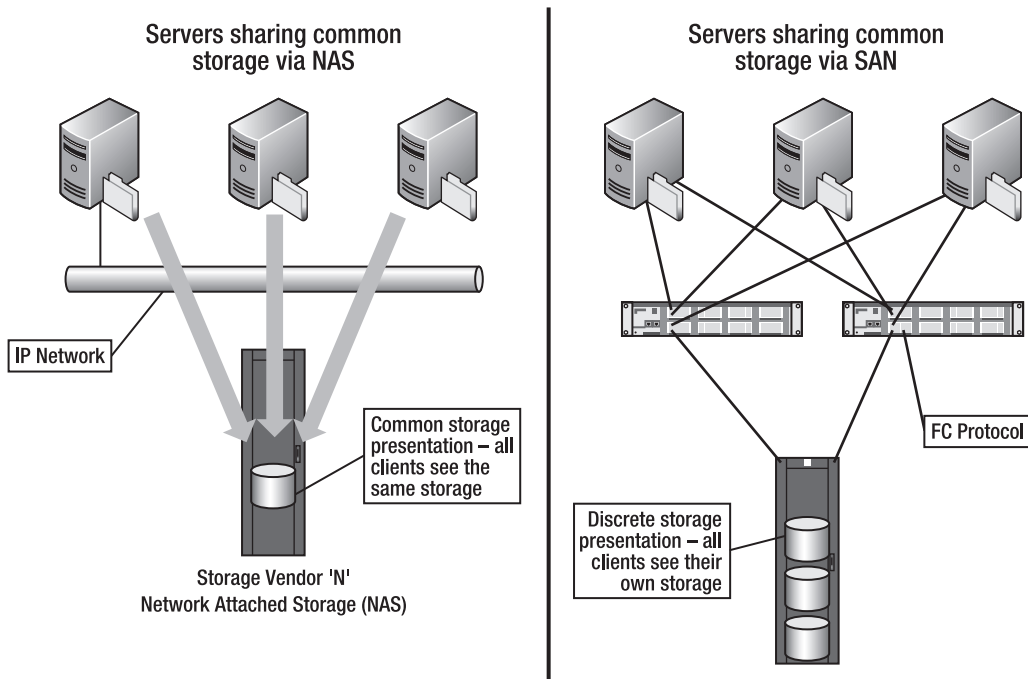 Servers sharing common
storage via NAS
IP Network
Common storage
presentation – all
clients see the
same storage
Storage Vendor 'N'
Network Attached Storage (NAS)
Servers sharing common
storage via SAN
FC Protocol
Discrete storage
presentation – all
clients see their
own storage